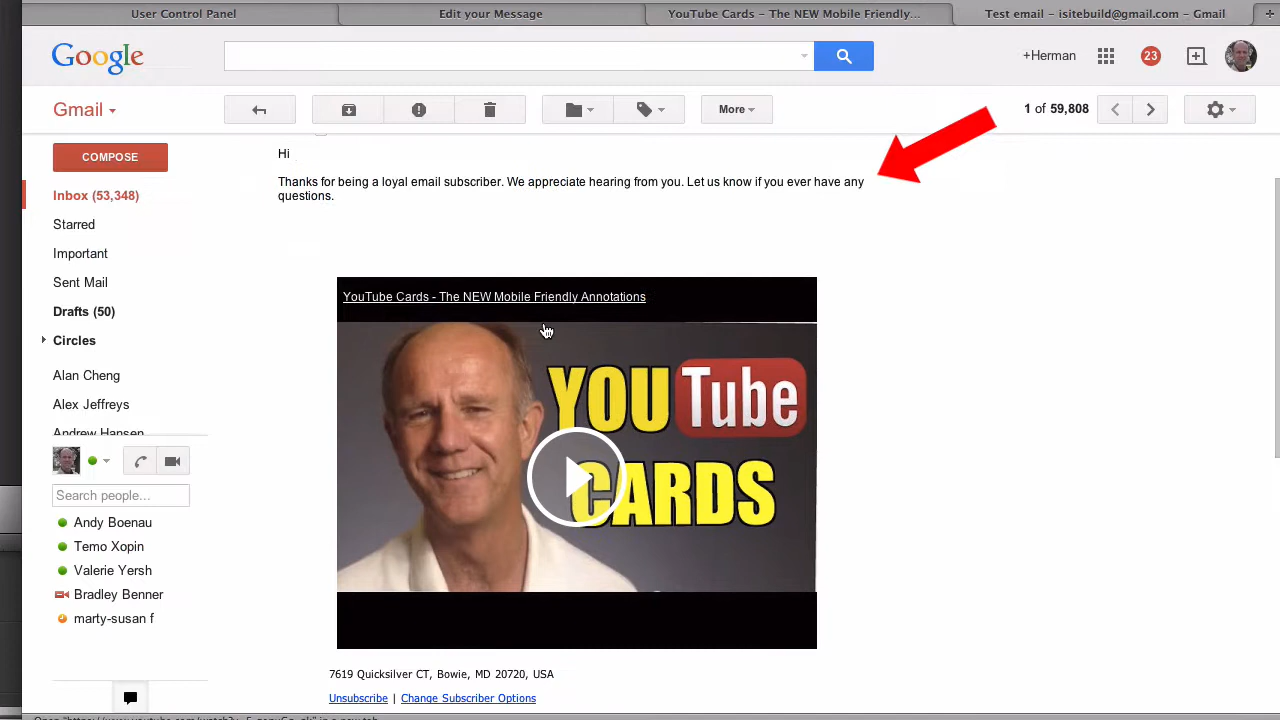 User Control Panel
Edit your Message
YouTube Cards - The NEW Mobile Friendly...
Test email - isitebuild@gmail.com - Gmail
Google
+Herman
23
Gmail
More
1 of 59,808
COMPOSE
Inbox (53,348)
Starred
Important
Sent Mail
Drafts (50)
Circles
Alan Cheng
Alex Jeffreys
Andrew Hansen
Search people...
Andy Boenau
Temo Xopin
Valerie Yersh
Bradley Benner
marty-susan f
Hi
Thanks for being a loyal email subscriber. We appreciate hearing from you. Let us know if you ever have any
questions.
YouTube Cards - The NEW Mobile Friendly Annotations
YOUTube
CARDS
7619 Quicksilver CT, Bowie, MD 20720, USA
Unsubscribe | Change Subscriber Options